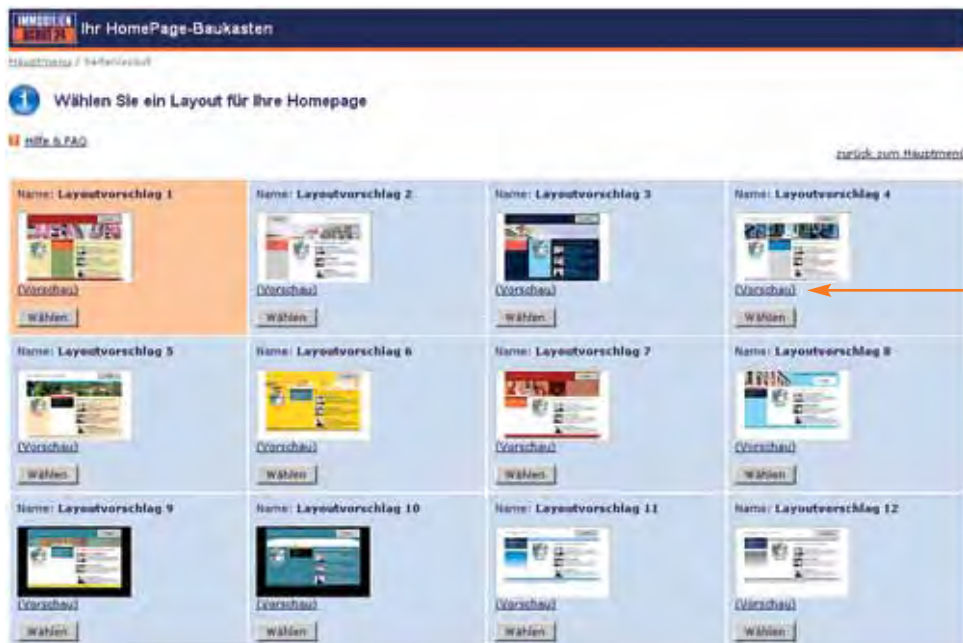 IMMOBILIEN
SCOUT 24
Ihr HomePage-Baukasten
Hauptmenü / Seitenlayout
1 Wählen Sie ein Layout für Ihre Homepage
Hilfe & FAQ
zurück zum Hauptmenü
Name: Layoutvorschlag 1 Name: Layoutvorschlag 2 Name: Layoutvorschlag 3 Name: Layoutvorschlag 4
(Vorschau) (Vorschau) (Vorschau) (Vorschau)
Wählen Wählen Wählen Wählen
Name: Layoutvorschlag 5 Name: Layoutvorschlag 6 Name: Layoutvorschlag 7 Name: Layoutvorschlag 8
(Vorschau) (Vorschau) (Vorschau) (Vorschau)
Wählen Wählen Wählen Wählen
Name: Layoutvorschlag 9 Name: Layoutvorschlag 10 Name: Layoutvorschlag 11 Name: Layoutvorschlag 12
(Vorschau) (Vorschau) (Vorschau) (Vorschau)
Wählen Wählen Wählen Wählen